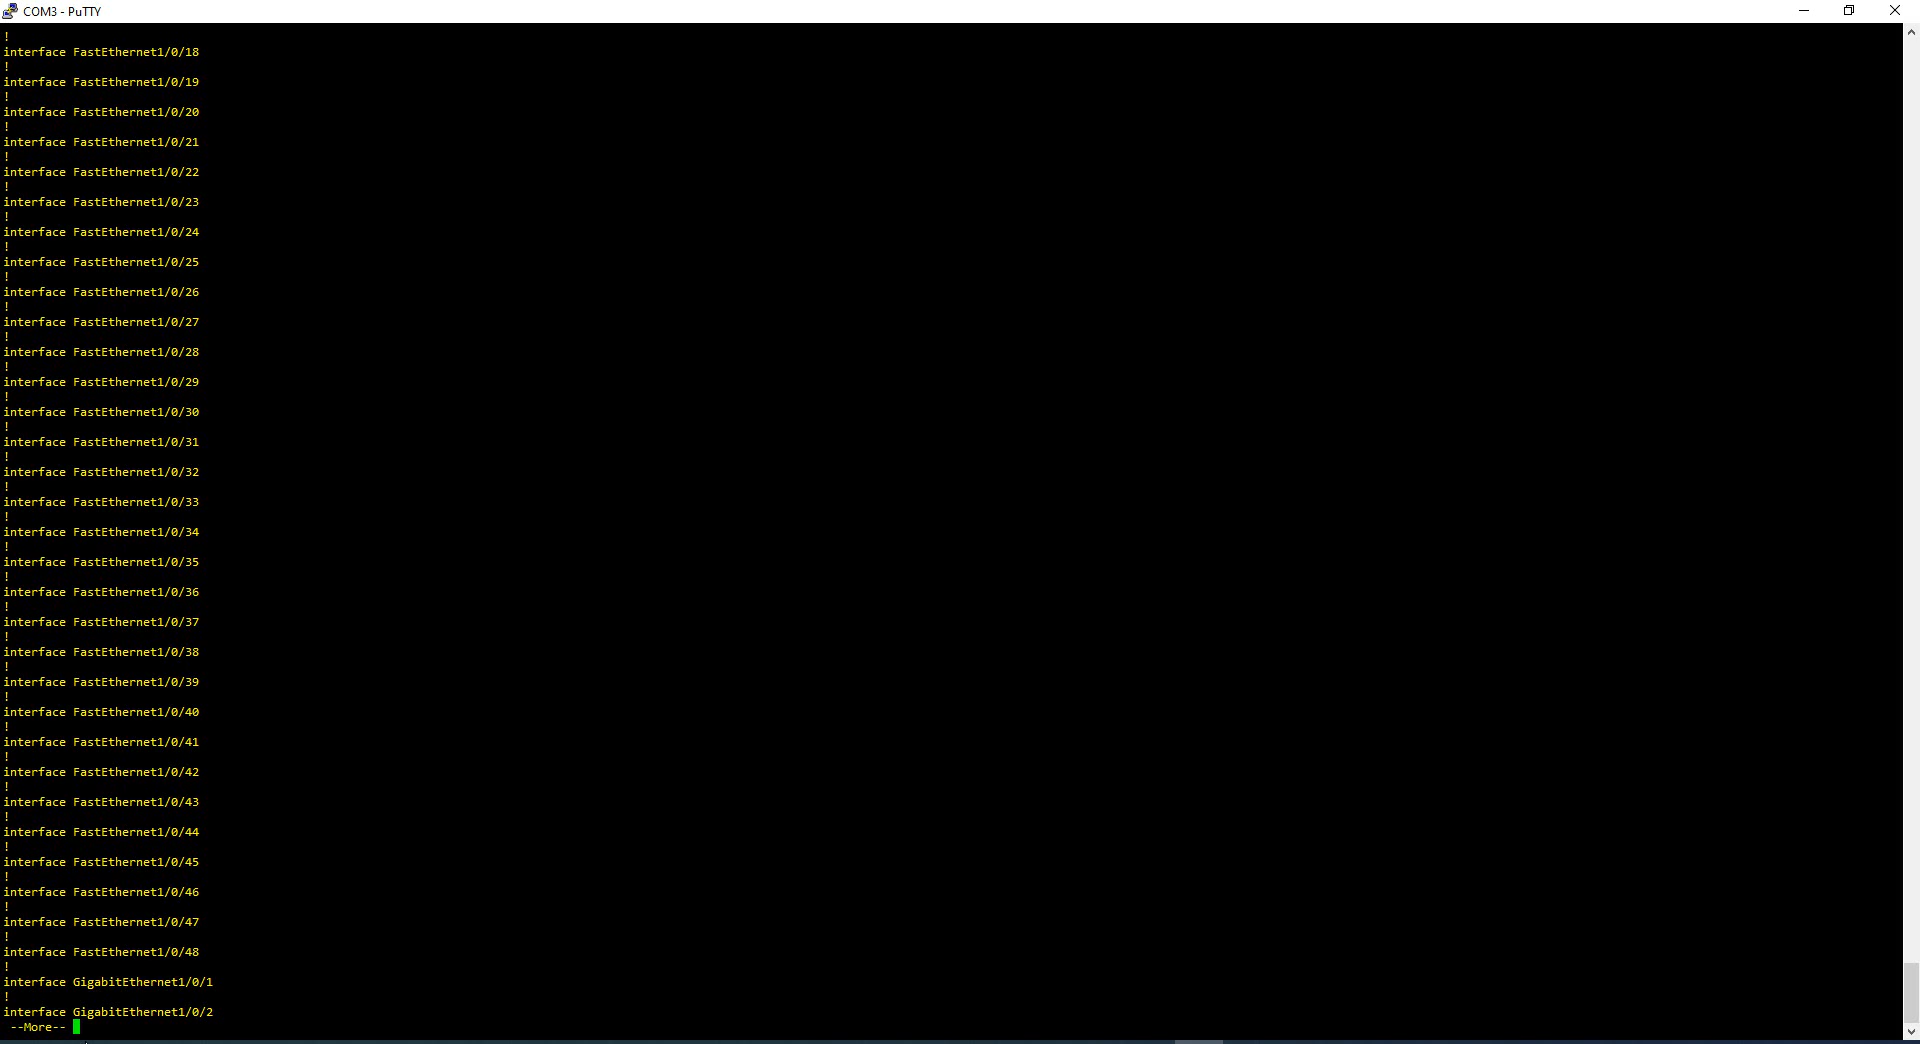 COM3 - PuTTY
!
interface FastEthernet1/0/18
!
interface FastEthernet1/0/19
!
interface FastEthernet1/0/20
!
interface FastEthernet1/0/21
!
interface FastEthernet1/0/22
!
interface FastEthernet1/0/23
!
interface FastEthernet1/0/24
!
interface FastEthernet1/0/25
!
interface FastEthernet1/0/26
!
interface FastEthernet1/0/27
!
interface FastEthernet1/0/28
!
interface FastEthernet1/0/29
!
interface FastEthernet1/0/30
!
interface FastEthernet1/0/31
!
interface FastEthernet1/0/32
!
interface FastEthernet1/0/33
!
interface FastEthernet1/0/34
!
interface FastEthernet1/0/35
!
interface FastEthernet1/0/36
!
interface FastEthernet1/0/37
!
interface FastEthernet1/0/38
!
interface FastEthernet1/0/39
!
interface FastEthernet1/0/40
!
interface FastEthernet1/0/41
!
interface FastEthernet1/0/42
!
interface FastEthernet1/0/43
!
interface FastEthernet1/0/44
!
interface FastEthernet1/0/45
!
interface FastEthernet1/0/46
!
interface FastEthernet1/0/47
!
interface FastEthernet1/0/48
!
interface GigabitEthernet1/0/1
!
interface GigabitEthernet1/0/2
--More--